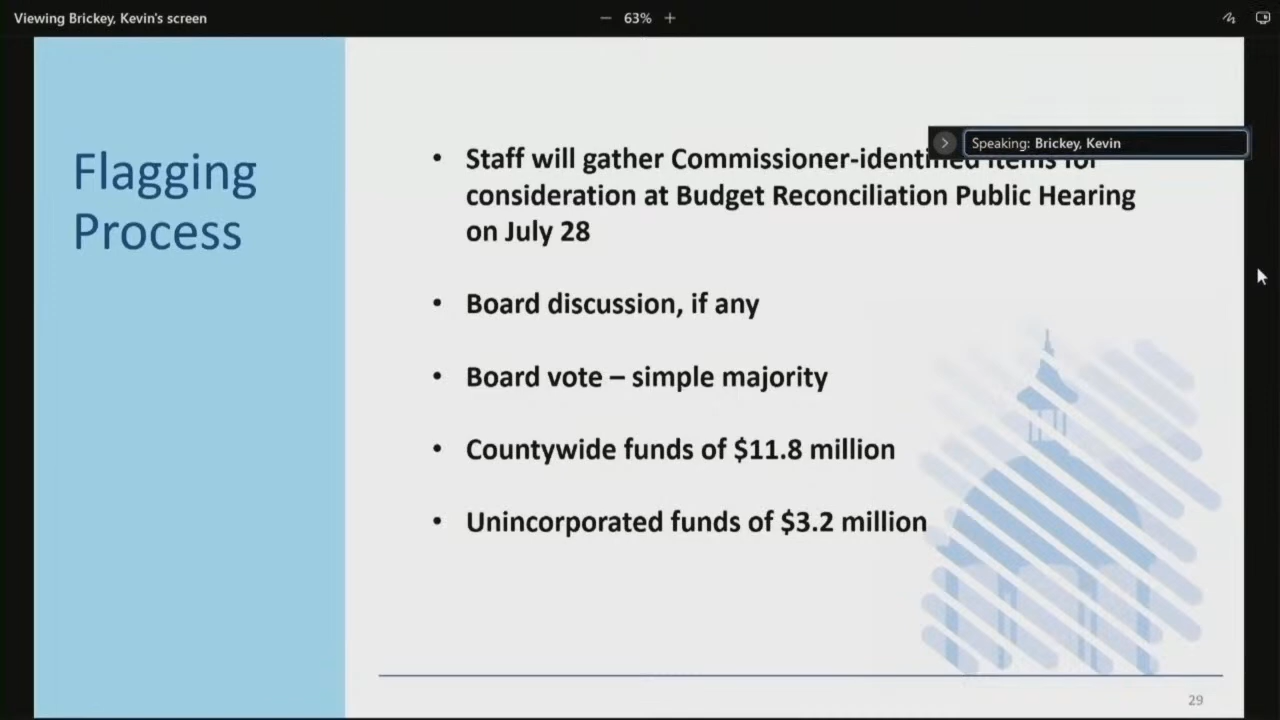 Viewing Brickey, Kevin's screen
63%
Speaking: Brickey, Kevin
Flagging
Process
• Staff will gather Commissioner-identified items for
consideration at Budget Reconciliation Public Hearing
on July 28
• Board discussion, if any
• Board vote – simple majority
• Countywide funds of $11.8 million
• Unincorporated funds of $3.2 million
29